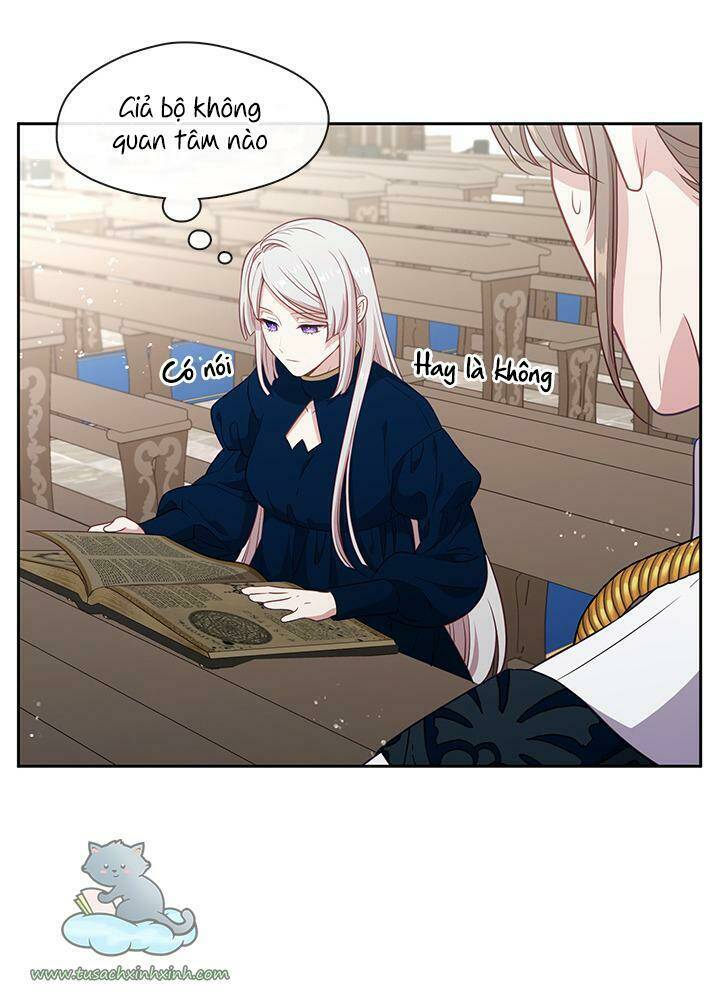 Giả bộ không
quan tâm nào
Có nói
Hay là không
www.tusachxinhxinh.com